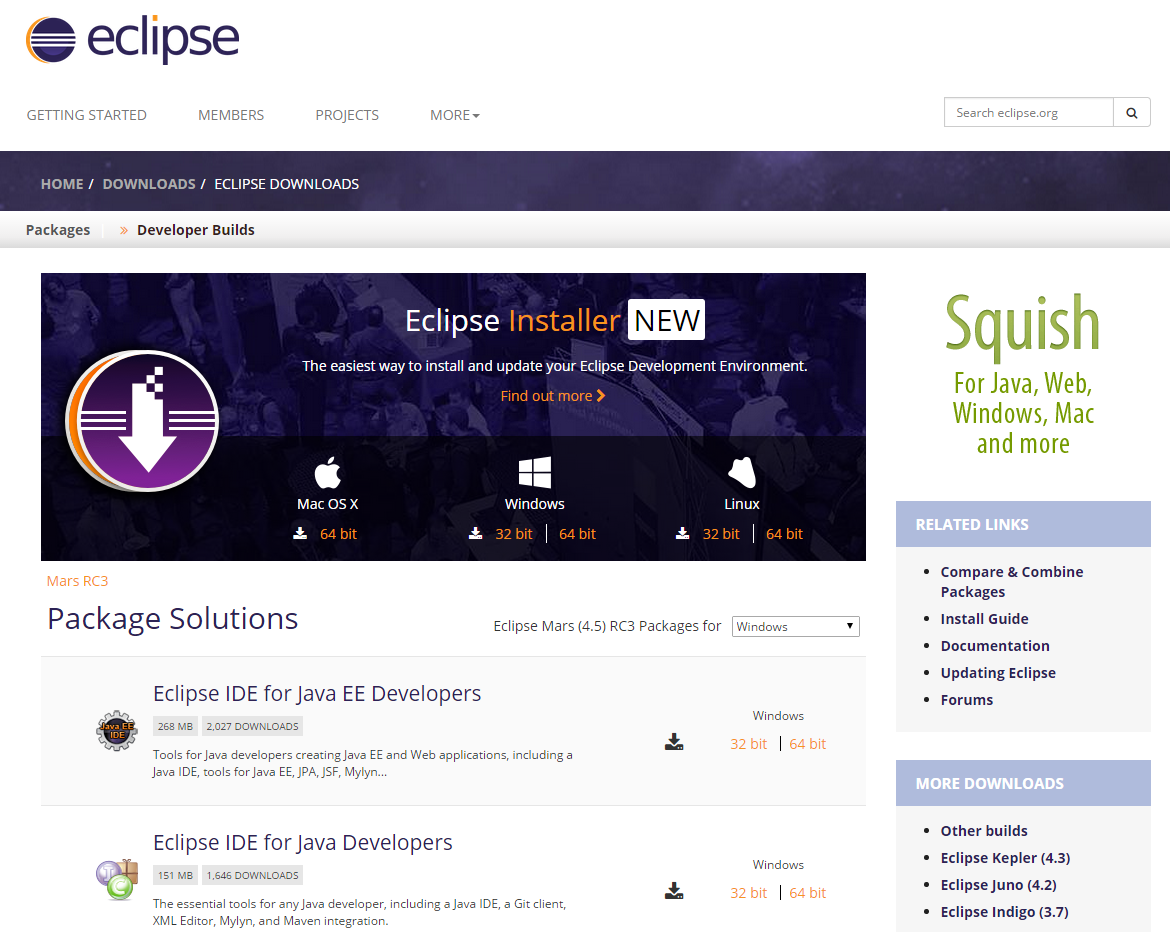 eclipse
GETTING STARTED MEMBERS PROJECTS MORE
Search eclipse.org
HOME / DOWNLOADS / ECLIPSE DOWNLOADS
Packages » Developer Builds
Eclipse Installer NEW
The easiest way to install and update your Eclipse Development Environment.
Find out more
Mac OS X Windows Linux
64 bit 32 bit | 64 bit 32 bit | 64 bit
Squish
For Java, Web,
Windows, Mac
and more
Mars RC3
Package Solutions
Eclipse Mars (4.5) RC3 Packages for Windows
Java EE
IDE
Eclipse IDE for Java EE Developers
268 MB 2,027 DOWNLOADS
Tools for Java developers creating Java EE and Web applications, including a
Java IDE, tools for Java EE, JPA, JSF, Mylyn...
Windows
32 bit | 64 bit
J
C
Eclipse IDE for Java Developers
151 MB 1,646 DOWNLOADS
The essential tools for any Java developer, including a Java IDE, a Git client,
XML Editor, Mylyn, and Maven integration.
Windows
32 bit | 64 bit
RELATED LINKS
Compare & Combine
Packages
Install Guide
Documentation
Updating Eclipse
Forums
MORE DOWNLOADS
Other builds
Eclipse Kepler (4.3)
Eclipse Juno (4.2)
Eclipse Indigo (3.7)